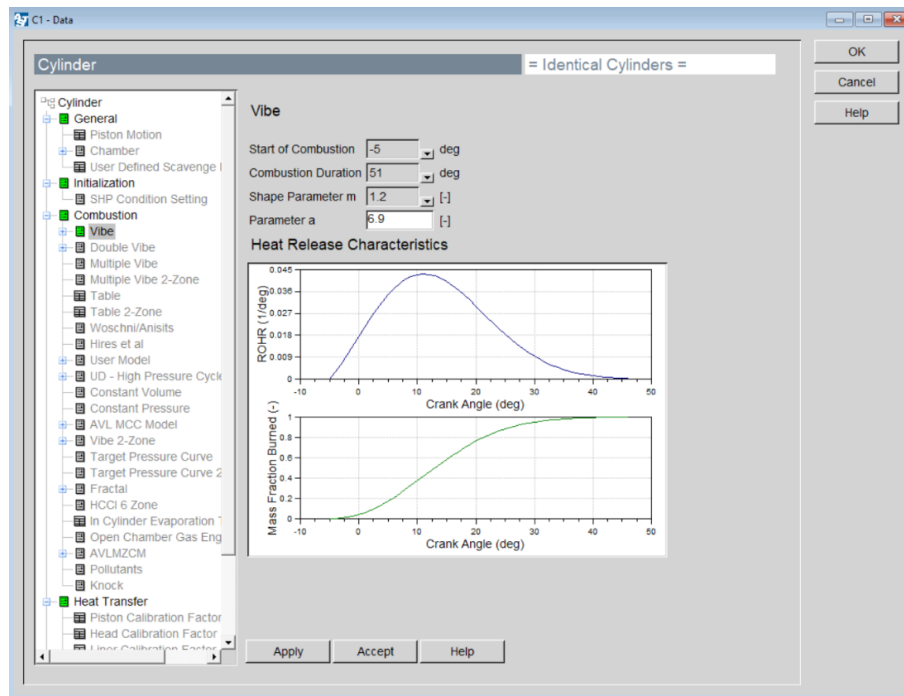 C1 - Data
OK
Cylinder
= Identical Cylinders =
Cancel
Help
Cylinder
General
Piston Motion
Chamber
User Defined Scavenge
Initialization
SHP Condition Setting
Combustion
Vibe
Double Vibe
Multiple Vibe
Multiple Vibe 2-Zone
Table
Table 2-Zone
Woschni/Anisits
Hires et al
User Model
UD - High Pressure Cycle
Constant Volume
Constant Pressure
AVL MCC Model
Vibe 2-Zone
Target Pressure Curve
Target Pressure Curve 2
Fractal
HCCI 6 Zone
In Cylinder Evaporation
Open Chamber Gas Eng
AVLMZCM
Pollutants
Knock
Heat Transfer
Piston Calibration Factor
Head Calibration Factor
Liner Calibration Factor
Vibe
Start of Combustion -5 deg
Combustion Duration 51 deg
Shape Parameter m 1.2 [-]
Parameter a 6.9 [-]
Heat Release Characteristics
ROHR (1/deg)
0.045
0.036
0.027
0.018
0.009
0
-10 0 10 20 30 40 50
Crank Angle (deg)
Mass Fraction Burned (-)
1
0.8
0.6
0.4
0.2
0
-10 0 10 20 30 40 50
Crank Angle (deg)
Apply Accept Help